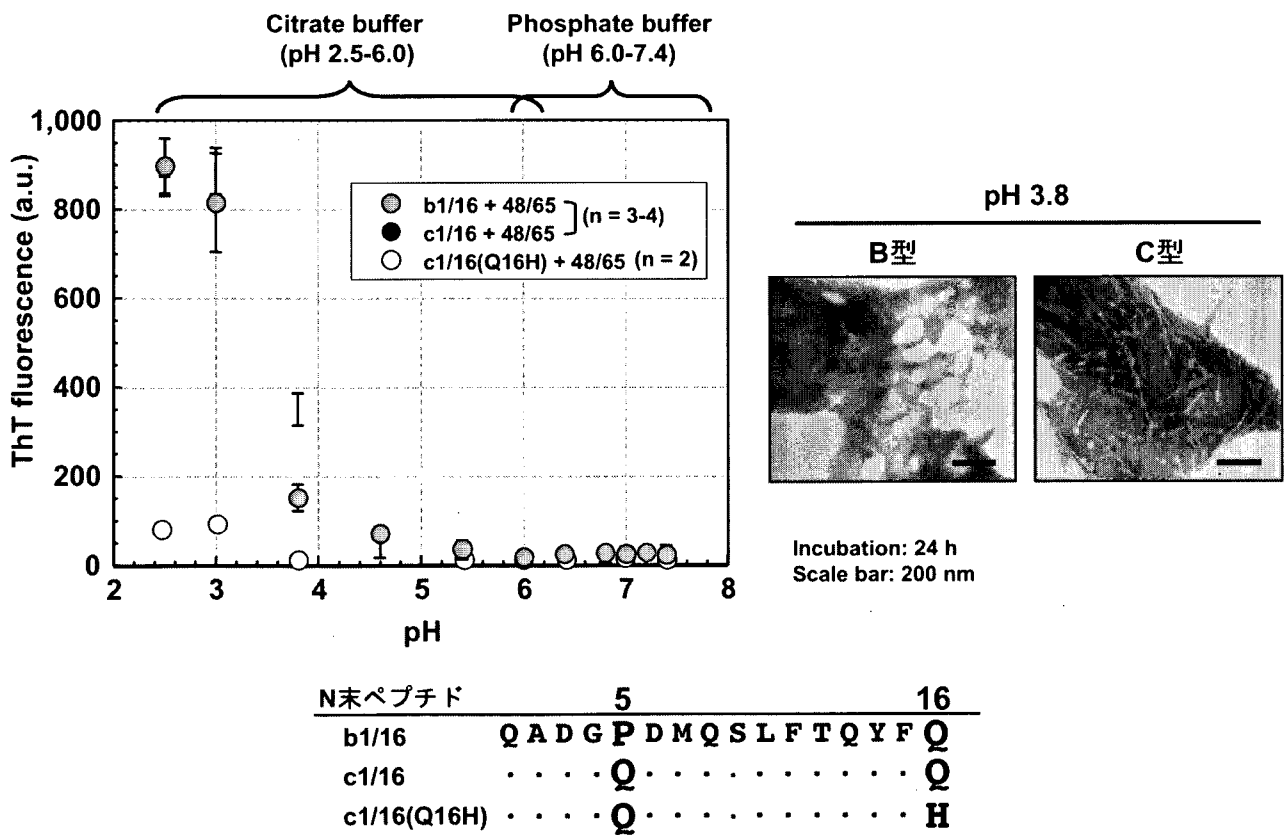 Citrate buffer
(pH 2.5-6.0)
Phosphate buffer
(pH 6.0-7.4)
1,000
800
600
400
200
0
ThT fluorescence (a.u.)
b1/16 + 48/65
c1/16 + 48/65
(n = 3-4)
c1/16(Q16H) + 48/65 (n = 2)
2 3 4 5 6 7 8
pH
pH 3.8
B型 C型
Incubation: 24 h
Scale bar: 200 nm
N末ペプチド 5 16
b1/16 Q A D G P D M Q S L F T Q Y F Q
c1/16 · · · · Q · · · · · · · · · · Q
c1/16(Q16H) · · · · Q · · · · · · · · · · H